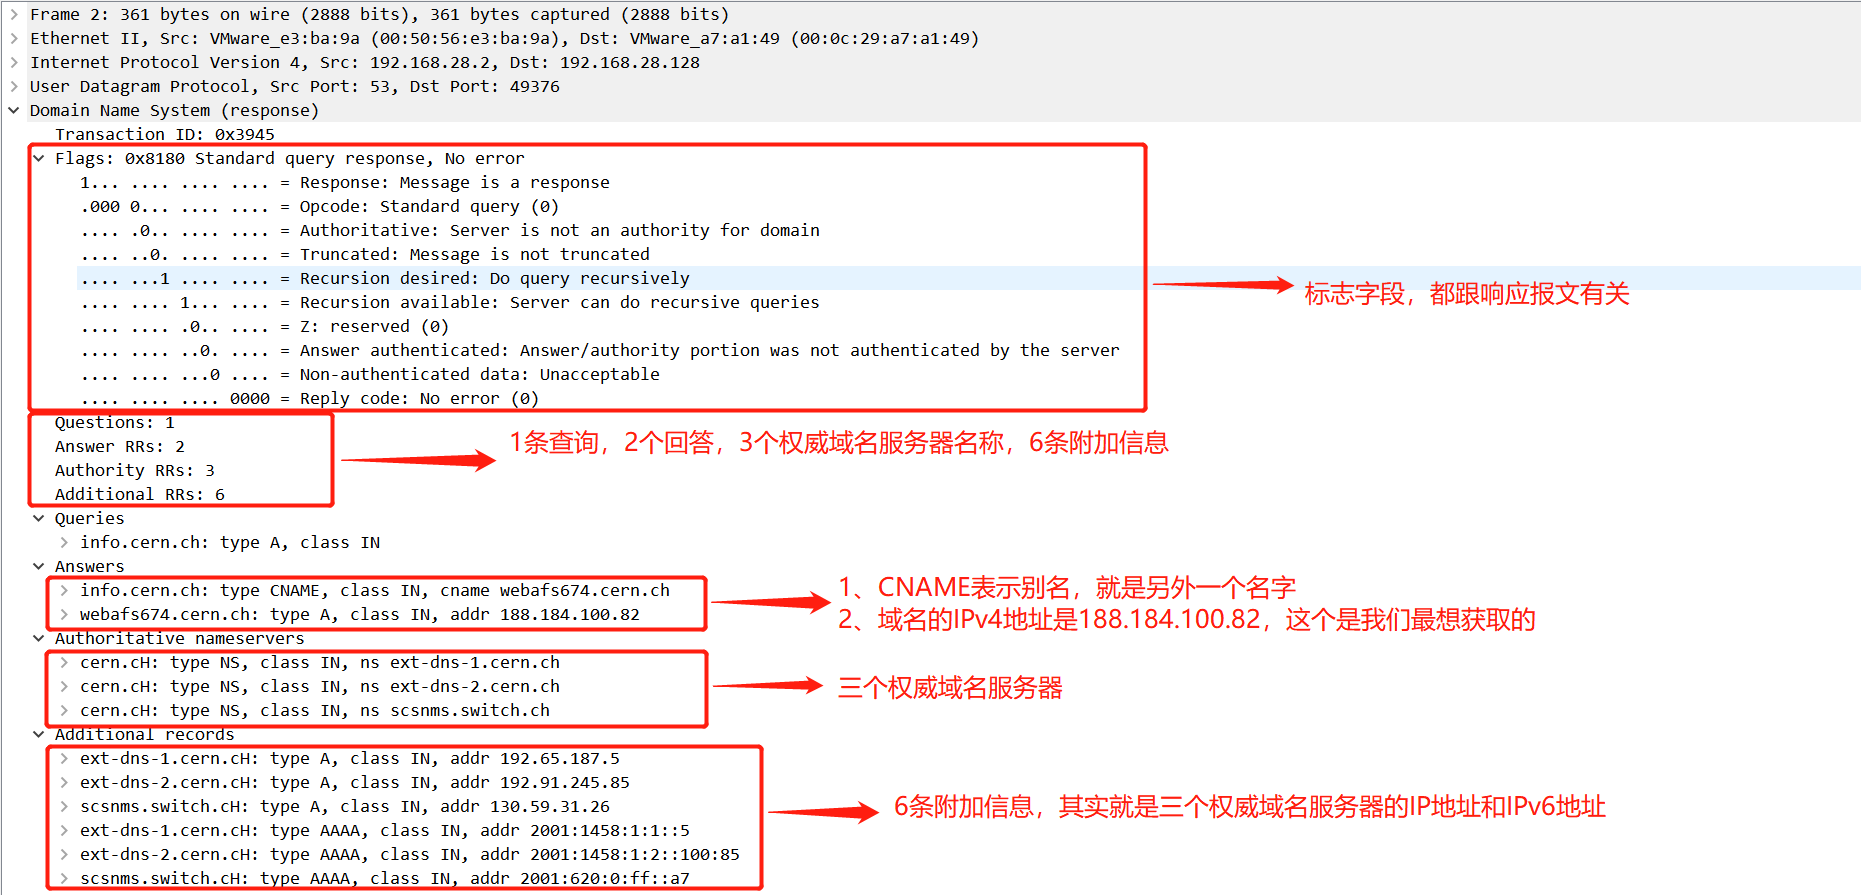 Frame 2: 361 bytes on wire (2888 bits), 361 bytes captured (2888 bits)
Ethernet II, Src: VMware_e3:ba:9a (00:50:56:e3:ba:9a), Dst: VMware_a7:a1:49 (00:0c:29:a7:a1:49)
Internet Protocol Version 4, Src: 192.168.28.2, Dst: 192.168.28.128
User Datagram Protocol, Src Port: 53, Dst Port: 49376
Domain Name System (response)
Transaction ID: 0x3945
Flags: 0x8180 Standard query response, No error
1... .... .... .... = Response: Message is a response
.000 0... .... .... = Opcode: Standard query (0)
.... .0.. .... .... = Authoritative: Server is not an authority for domain
.... ..0. .... .... = Truncated: Message is not truncated
.... ...1 .... .... = Recursion desired: Do query recursively
.... .... 1... .... = Recursion available: Server can do recursive queries
.... .... .0.. .... = Z: reserved (0)
.... .... ..0. .... = Answer authenticated: Answer/authority portion was not authenticated by the server
.... .... ...0 .... = Non-authenticated data: Unacceptable
.... .... .... 0000 = Reply code: No error (0)
标志字段，都跟响应报文有关
Questions: 1
Answer RRs: 2
Authority RRs: 3
Additional RRs: 6
1条查询，2个回答，3个权威域名服务器名称，6条附加信息
Queries
info.cern.ch: type A, class IN
Answers
info.cern.ch: type CNAME, class IN, cname webafs674.cern.ch
webafs674.cern.ch: type A, class IN, addr 188.184.100.82
1、CNAME表示别名，就是另外一个名字
2、域名的IPv4地址是188.184.100.82，这个是我们最想获取的
Authoritative nameservers
cern.cH: type NS, class IN, ns ext-dns-1.cern.ch
cern.cH: type NS, class IN, ns ext-dns-2.cern.ch
cern.cH: type NS, class IN, ns scsnms.switch.ch
三个权威域名服务器
Additional records
ext-dns-1.cern.cH: type A, class IN, addr 192.65.187.5
ext-dns-2.cern.cH: type A, class IN, addr 192.91.245.85
scsnms.switch.cH: type A, class IN, addr 130.59.31.26
ext-dns-1.cern.cH: type AAAA, class IN, addr 2001:1458:1:1::5
ext-dns-2.cern.cH: type AAAA, class IN, addr 2001:1458:1:2::100:85
scsnms.switch.cH: type AAAA, class IN, addr 2001:620:0:ff::a7
6条附加信息，其实就是三个权威域名服务器的IP地址和IPv6地址